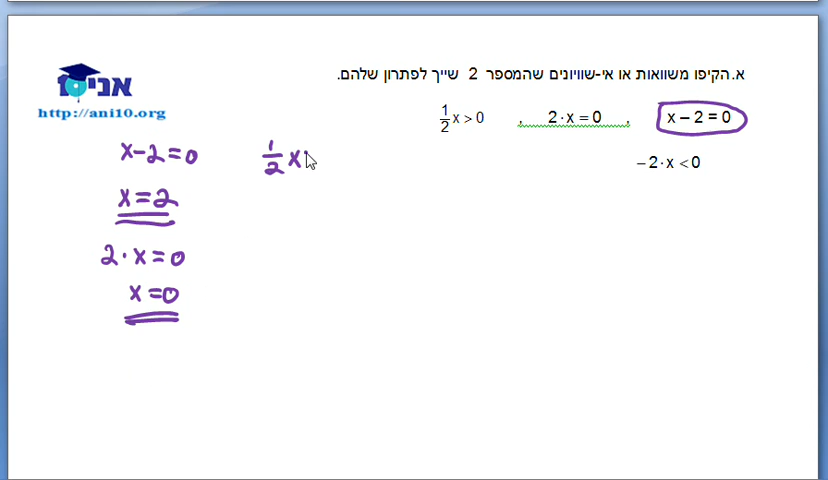 א. הקיפו משוואות או אי-שוויונים שהמספר 2 שייך לפתרון שלהם.
x − 2 = 0 , 2·x = 0 , ½x > 0
−2·x < 0
אני10
http://ani10.org
x−2=0
x=2
2·x=0
x=0
½x